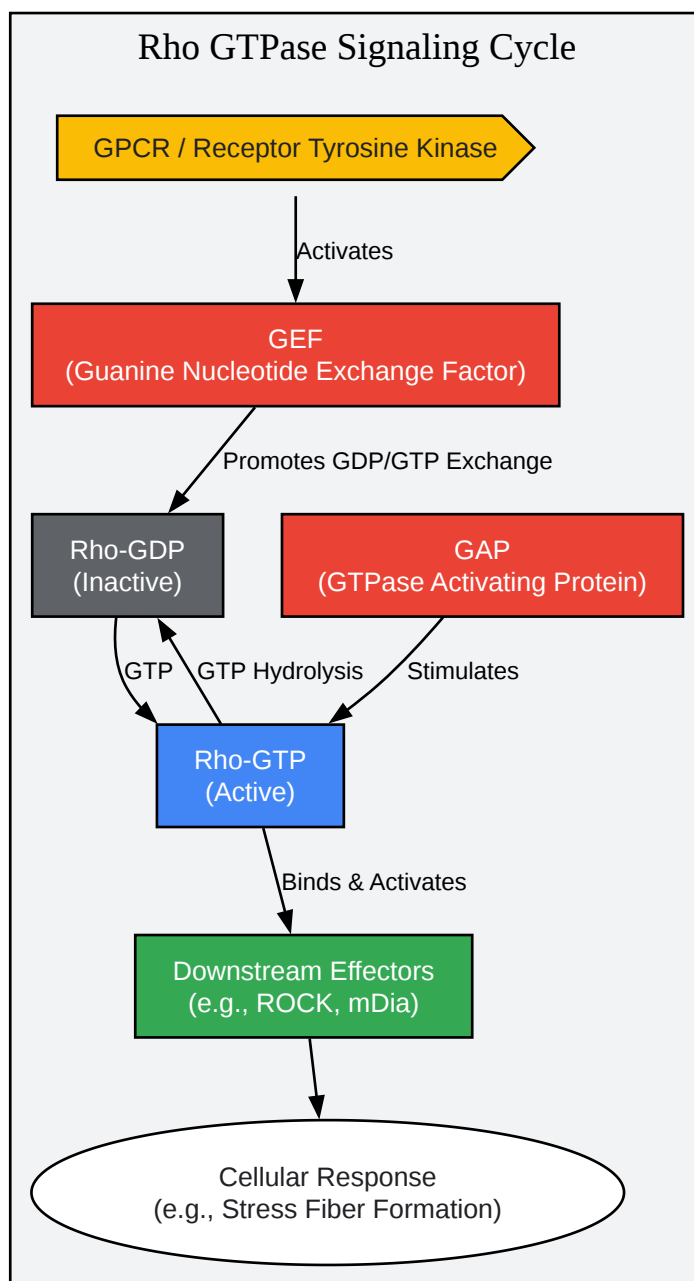 Rho GTPase Signaling Cycle
GPCR / Receptor Tyrosine Kinase
Activates
GEF
(Guanine Nucleotide Exchange Factor)
Promotes GDP/GTP Exchange
Rho-GDP
(Inactive)
GAP
(GTPase Activating Protein)
GTP
GTP Hydrolysis
Stimulates
Rho-GTP
(Active)
Binds & Activates
Downstream Effectors
(e.g., ROCK, mDia)
Cellular Response
(e.g., Stress Fiber Formation)